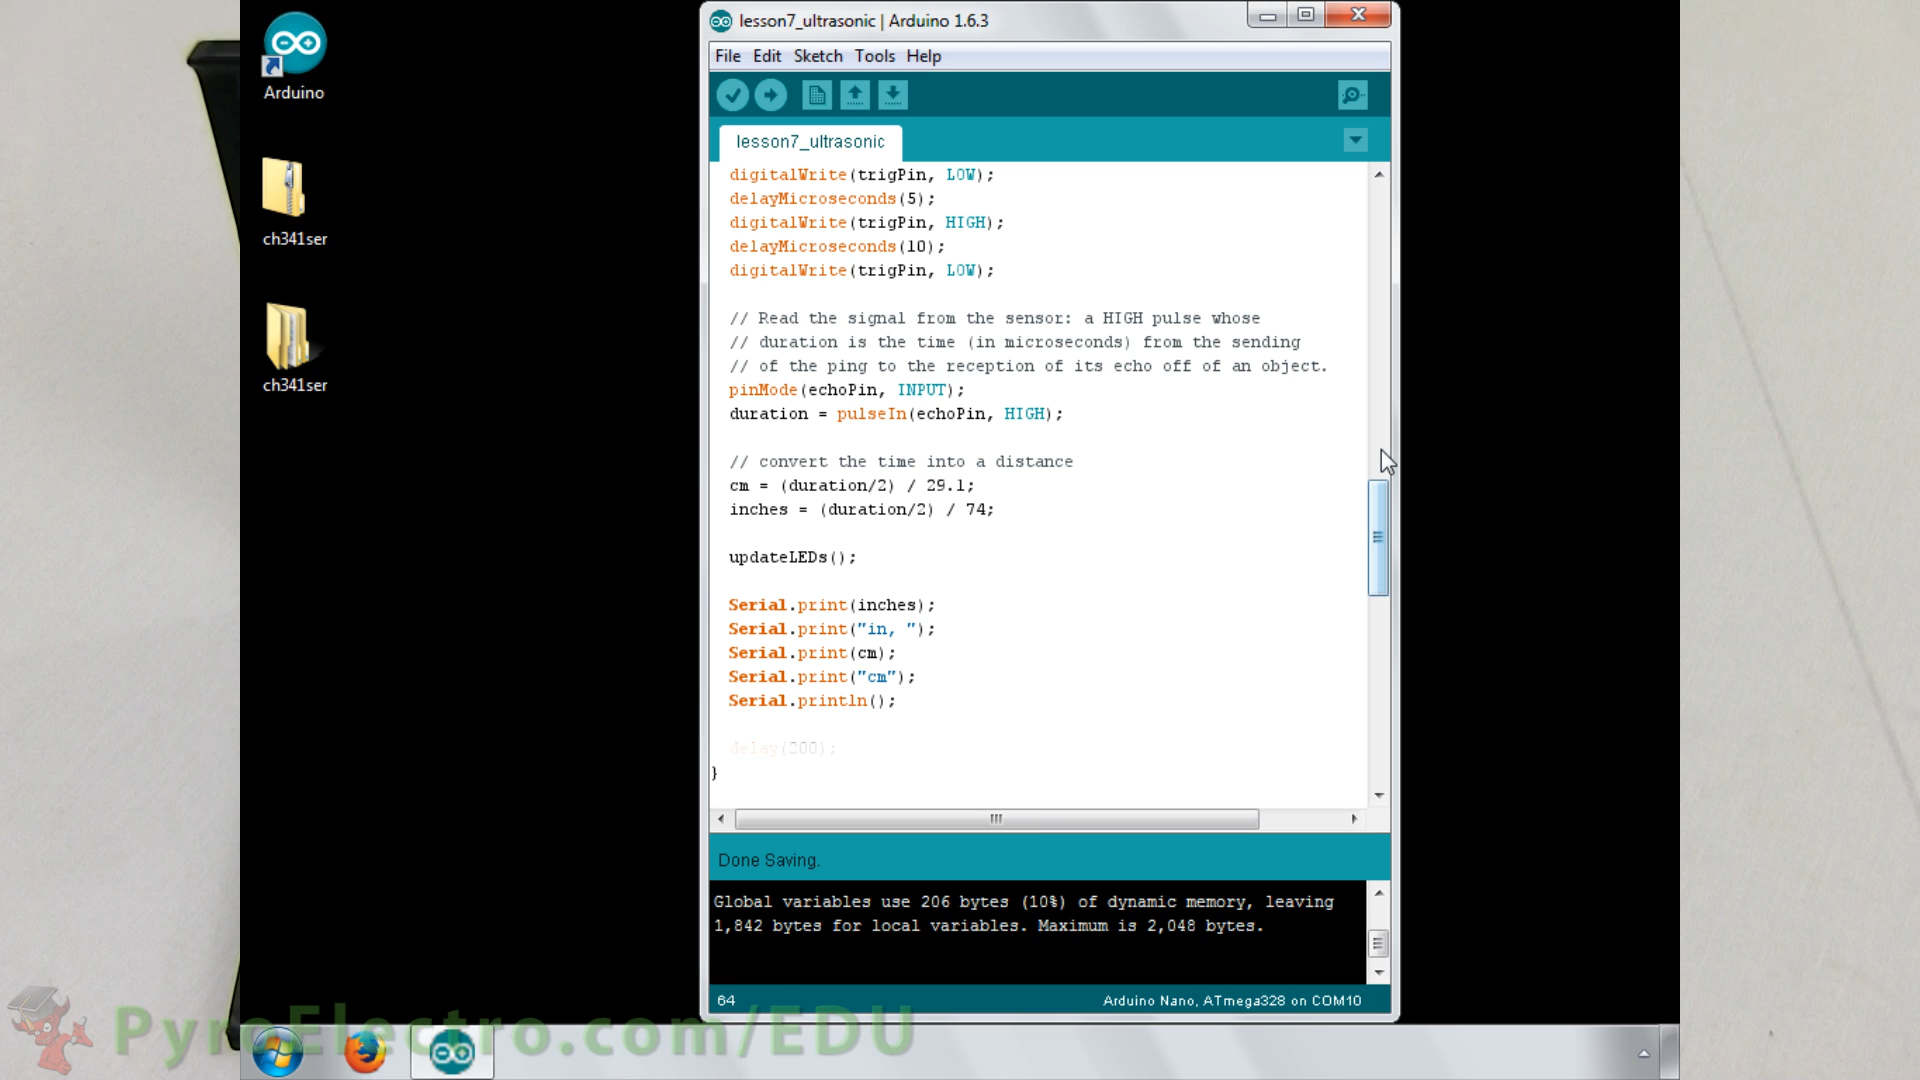 Arduino
ch341ser
ch341ser
lesson7_ultrasonic | Arduino 1.6.3
File Edit Sketch Tools Help
lesson7_ultrasonic
digitalWrite(trigPin, LOW);
delayMicroseconds(5);
digitalWrite(trigPin, HIGH);
delayMicroseconds(10);
digitalWrite(trigPin, LOW);
// Read the signal from the sensor: a HIGH pulse whose
// duration is the time (in microseconds) from the sending
// of the ping to the reception of its echo off of an object.
pinMode(echoPin, INPUT);
duration = pulseIn(echoPin, HIGH);
// convert the time into a distance
cm = (duration/2) / 29.1;
inches = (duration/2) / 74;
updateLEDs();
Serial.print(inches);
Serial.print("in, ");
Serial.print(cm);
Serial.print("cm");
Serial.println();
delay(200);
}
Done Saving.
Global variables use 206 bytes (10%) of dynamic memory, leaving
1,842 bytes for local variables. Maximum is 2,048 bytes.
64
Arduino Nano, ATmega328 on COM10
PyroElectro.com/EDU